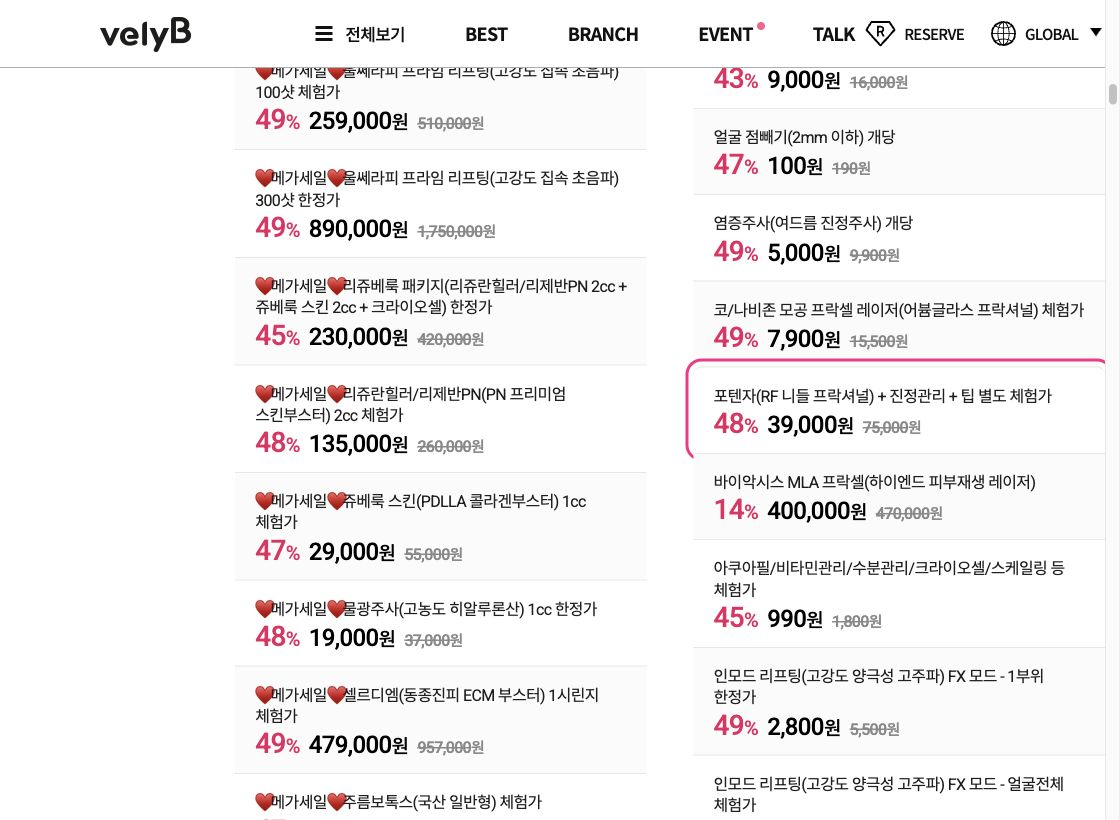 velyB
전체보기
BEST
BRANCH
EVENT
TALK
RESERVE
GLOBAL
메가세일 울쎄라피 프라임 리프팅(고강도 집속 초음파)
100샷 체험가
49% 259,000원 510,000원
메가세일 울쎄라피 프라임 리프팅(고강도 집속 초음파)
300샷 한정가
49% 890,000원 1,750,000원
메가세일 리쥬베룩 패키지(리쥬란힐러/리제반PN 2cc +
쥬베룩 스킨 2cc + 크라이오셀) 한정가
45% 230,000원 420,000원
메가세일 리쥬란힐러/리제반PN(PN 프리미엄
스킨부스터) 2cc 체험가
48% 135,000원 260,000원
메가세일 쥬베룩 스킨(PDLLA 콜라겐부스터) 1cc
체험가
47% 29,000원 55,000원
메가세일 물광주사(고농도 히알루론산) 1cc 한정가
48% 19,000원 37,000원
메가세일 셀르디엠(동종진피 ECM 부스터) 1시린지
체험가
49% 479,000원 957,000원
메가세일 주름보톡스(국산 일반형) 체험가
43% 9,000원 16,000원
얼굴 점빼기(2mm 이하) 개당
47% 100원 190원
염증주사(여드름 진정주사) 개당
49% 5,000원 9,900원
코/나비존 모공 프락셀 레이저(어븀글라스 프락셔널) 체험가
49% 7,900원 15,500원
포텐자(RF 니들 프락셔널) + 진정관리 + 팁 별도 체험가
48% 39,000원 75,000원
바이악시스 MLA 프락셀(하이엔드 피부재생 레이저)
14% 400,000원 470,000원
아쿠아필/비타민관리/수분관리/크라이오셀/스케일링 등
체험가
45% 990원 1,800원
인모드 리프팅(고강도 양극성 고주파) FX 모드 - 1부위
한정가
49% 2,800원 5,500원
인모드 리프팅(고강도 양극성 고주파) FX 모드 - 얼굴전체
체험가